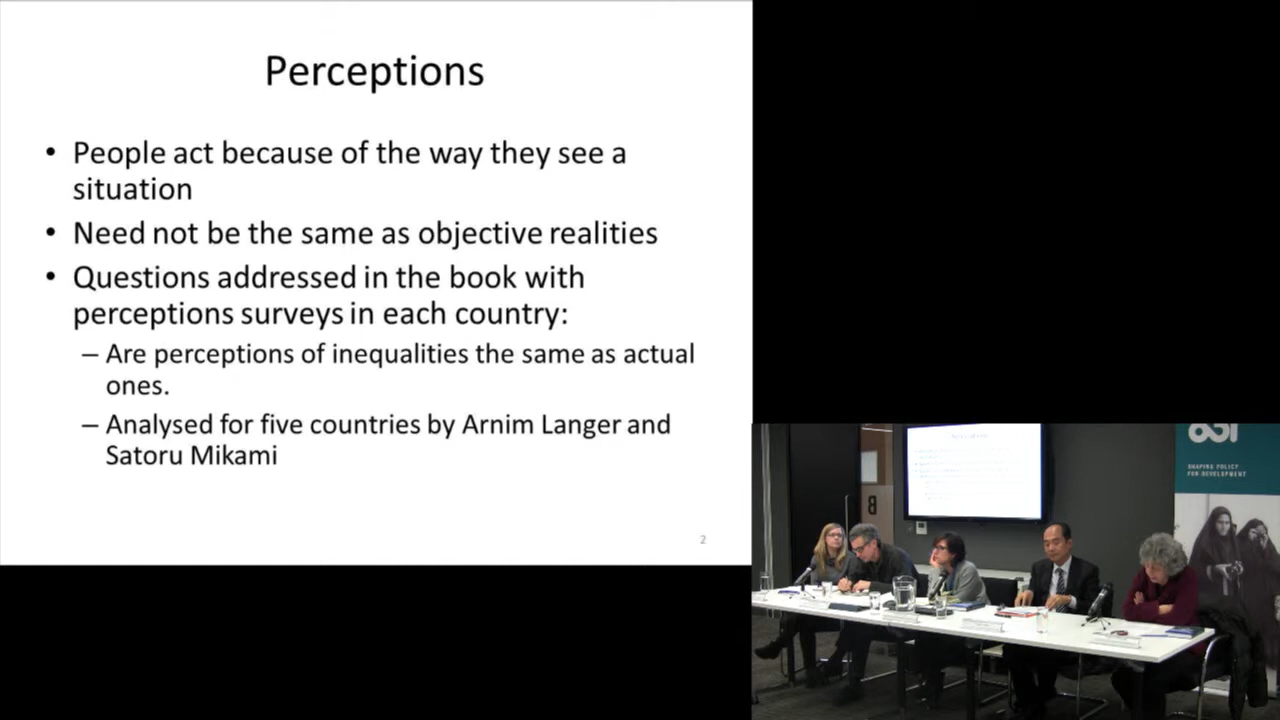 Perceptions
• People act because of the way they see a
situation
• Need not be the same as objective realities
• Questions addressed in the book with
perceptions surveys in each country:
– Are perceptions of inequalities the same as actual
ones.
– Analysed for five countries by Arnim Langer and
Satoru Mikami
2
SHAPING POLICY
FOR DEVELOPMENT